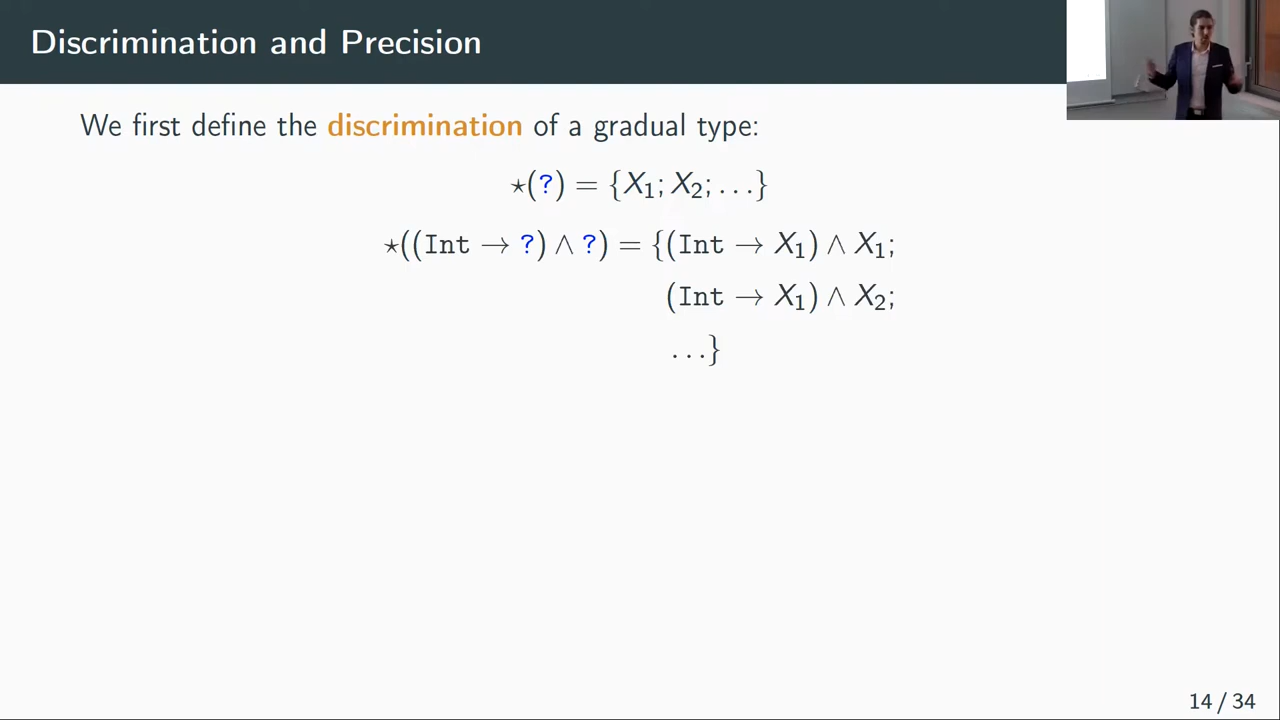 Discrimination and Precision
We first define the discrimination of a gradual type:
⋆(?) = {X₁; X₂; …}
⋆((Int → ?) ∧ ?) = {(Int → X₁) ∧ X₁;
(Int → X₁) ∧ X₂;
…}
14 / 34